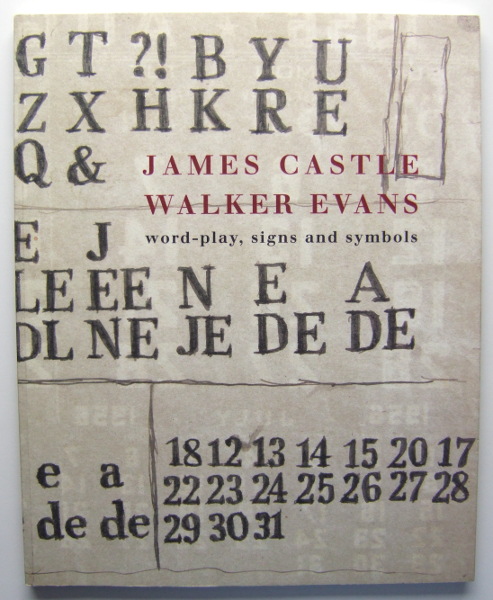 G T ?! B Y U
Z X H K R E
Q &
JAMES CASTLE
WALKER EVANS
word-play, signs and symbols
E J
LE EE N E A
DL NE JE DE DE
e a
de de
18 12 13 14 15 20 17
22 23 24 25 26 27 28
29 30 31